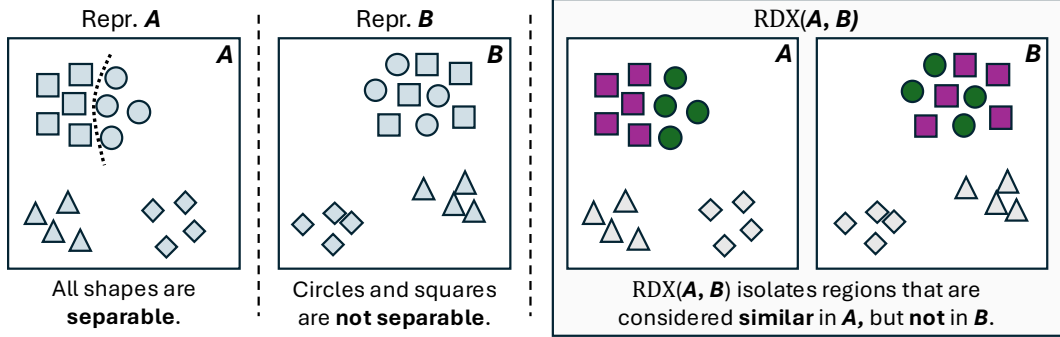 Repr. A
Repr. B
RDX(A, B)
A
B
A
B
All shapes are
separable.
Circles and squares
are not separable.
RDX(A, B) isolates regions that are
considered similar in A, but not in B.